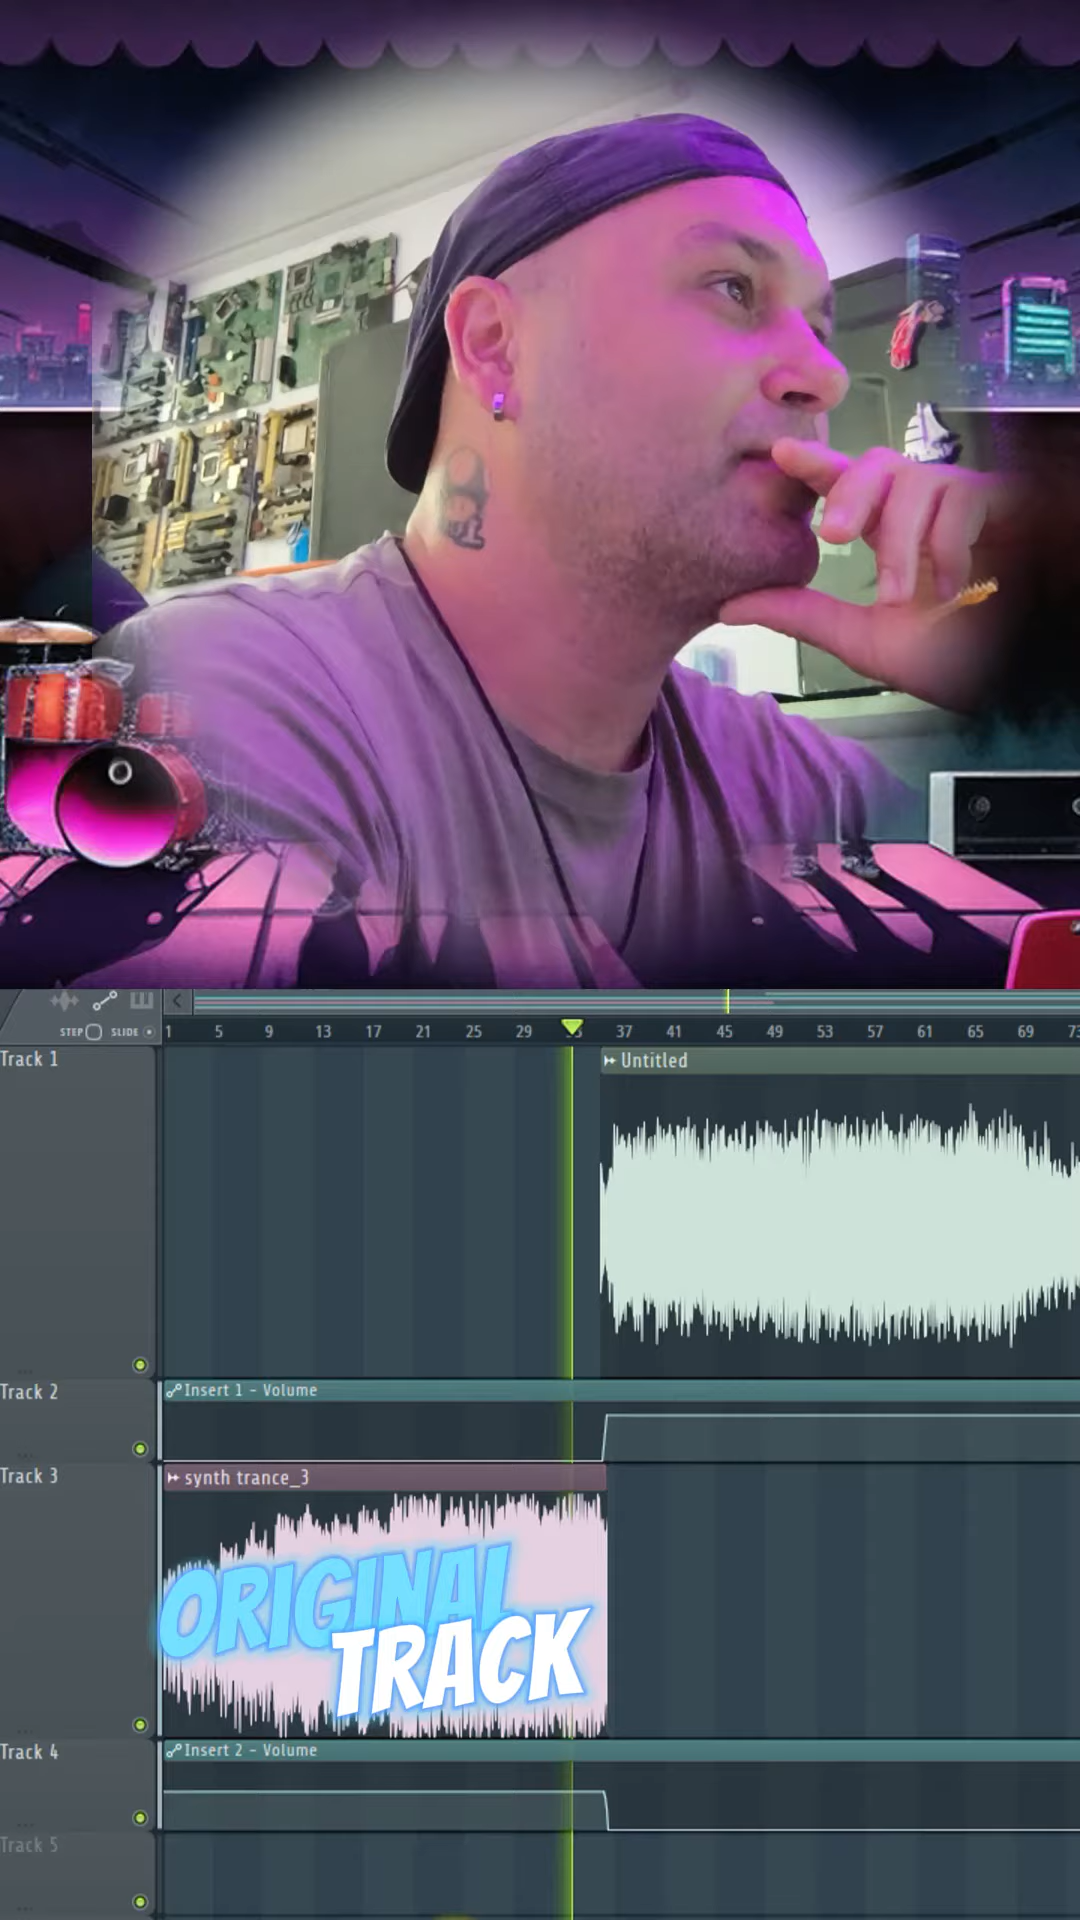 STEP SLIDE
1 5 9 13 17 21 25 29 37 41 45 49 53 57 61 65 69 73
Track 1
Untitled
Track 2
Insert 1 - Volume
Track 3
synth trance_3
ORIGINAL
TRACK
Track 4
Insert 2 - Volume
Track 5